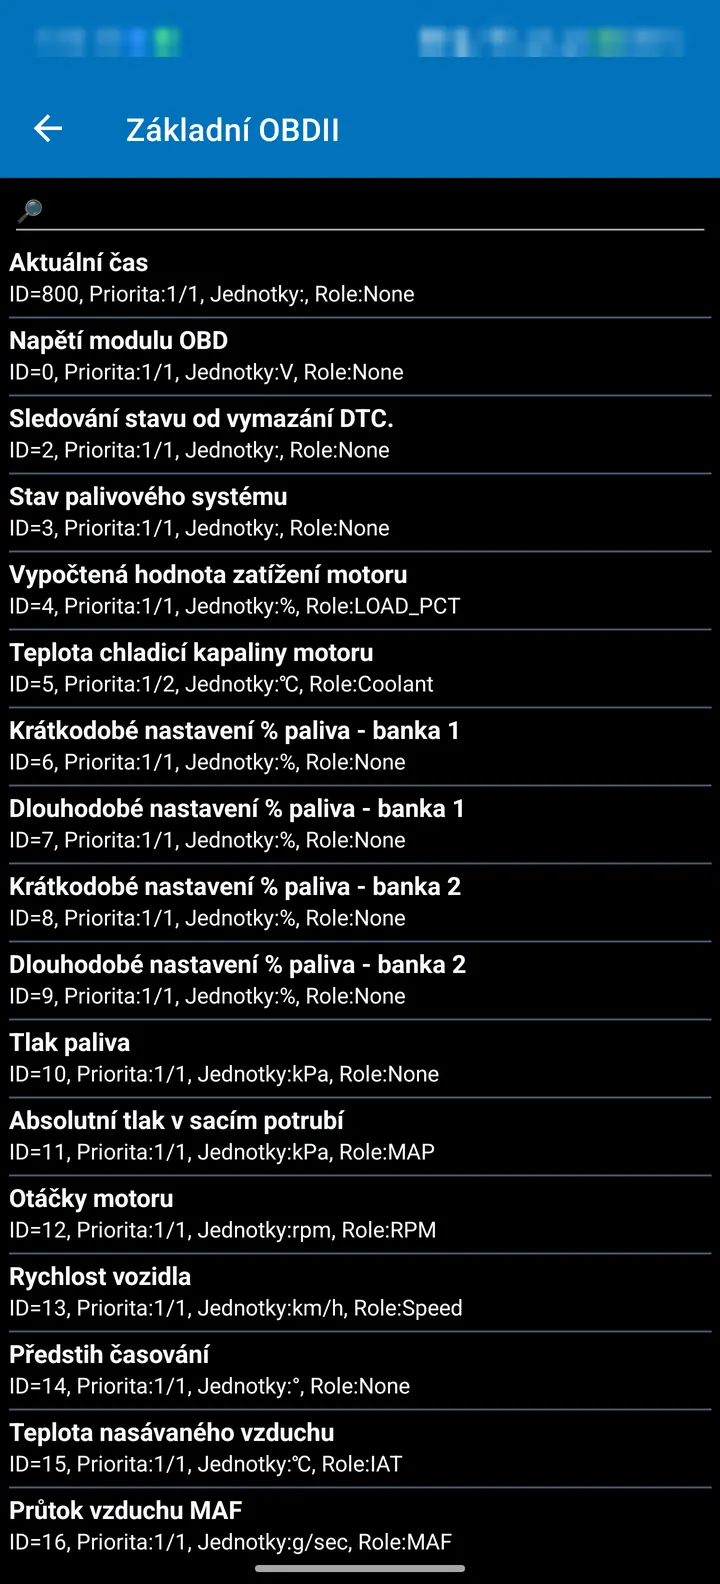 Základní OBDII
Aktuální čas
ID=800, Priorita:1/1, Jednotky:, Role:None
Napětí modulu OBD
ID=0, Priorita:1/1, Jednotky:V, Role:None
Sledování stavu od vymazání DTC.
ID=2, Priorita:1/1, Jednotky:, Role:None
Stav palivového systému
ID=3, Priorita:1/1, Jednotky:, Role:None
Vypočtená hodnota zatížení motoru
ID=4, Priorita:1/1, Jednotky:%, Role:LOAD_PCT
Teplota chladicí kapaliny motoru
ID=5, Priorita:1/2, Jednotky:℃, Role:Coolant
Krátkodobé nastavení % paliva - banka 1
ID=6, Priorita:1/1, Jednotky:%, Role:None
Dlouhodobé nastavení % paliva - banka 1
ID=7, Priorita:1/1, Jednotky:%, Role:None
Krátkodobé nastavení % paliva - banka 2
ID=8, Priorita:1/1, Jednotky:%, Role:None
Dlouhodobé nastavení % paliva - banka 2
ID=9, Priorita:1/1, Jednotky:%, Role:None
Tlak paliva
ID=10, Priorita:1/1, Jednotky:kPa, Role:None
Absolutní tlak v sacím potrubí
ID=11, Priorita:1/1, Jednotky:kPa, Role:MAP
Otáčky motoru
ID=12, Priorita:1/1, Jednotky:rpm, Role:RPM
Rychlost vozidla
ID=13, Priorita:1/1, Jednotky:km/h, Role:Speed
Předstih časování
ID=14, Priorita:1/1, Jednotky:°, Role:None
Teplota nasávaného vzduchu
ID=15, Priorita:1/1, Jednotky:℃, Role:IAT
Průtok vzduchu MAF
ID=16, Priorita:1/1, Jednotky:g/sec, Role:MAF